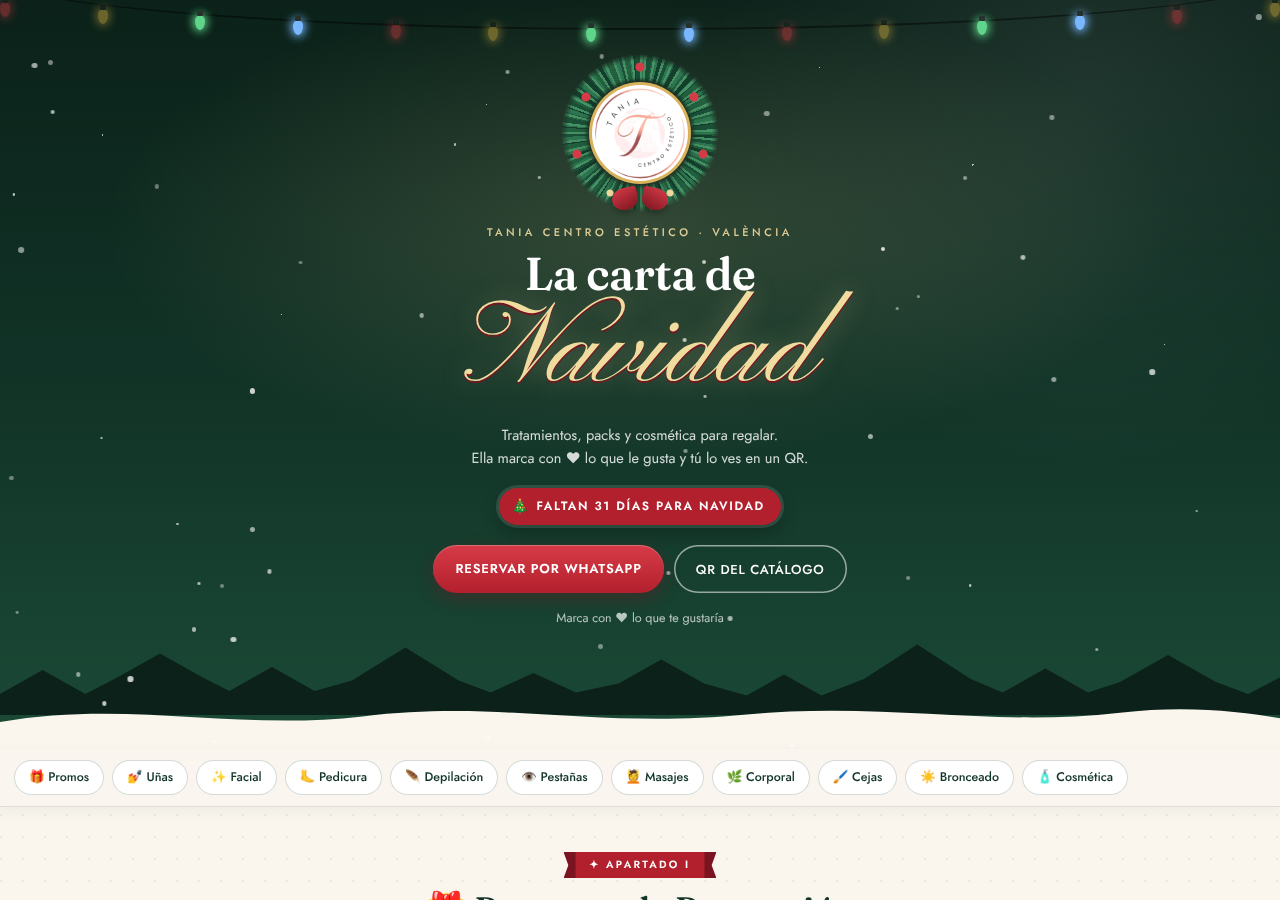 TANIA
T
CENTRO ESTÉTICO
TANIA CENTRO ESTÉTICO · VALÈNCIA
La carta de
Navidad
Tratamientos, packs y cosmética para regalar.
Ella marca con ♥ lo que le gusta y tú lo ves en un QR.
🎄 FALTAN 31 DÍAS PARA NAVIDAD
RESERVAR POR WHATSAPP
QR DEL CATÁLOGO
Marca con ♥ lo que te gustaría
🎁 Promos
💅 Uñas
✨ Facial
🦶 Pedicura
🪶 Depilación
👁️ Pestañas
💆 Masajes
🌿 Corporal
🖌️ Cejas
☀️ Bronceado
🧴 Cosmética
✦ APARTADO I